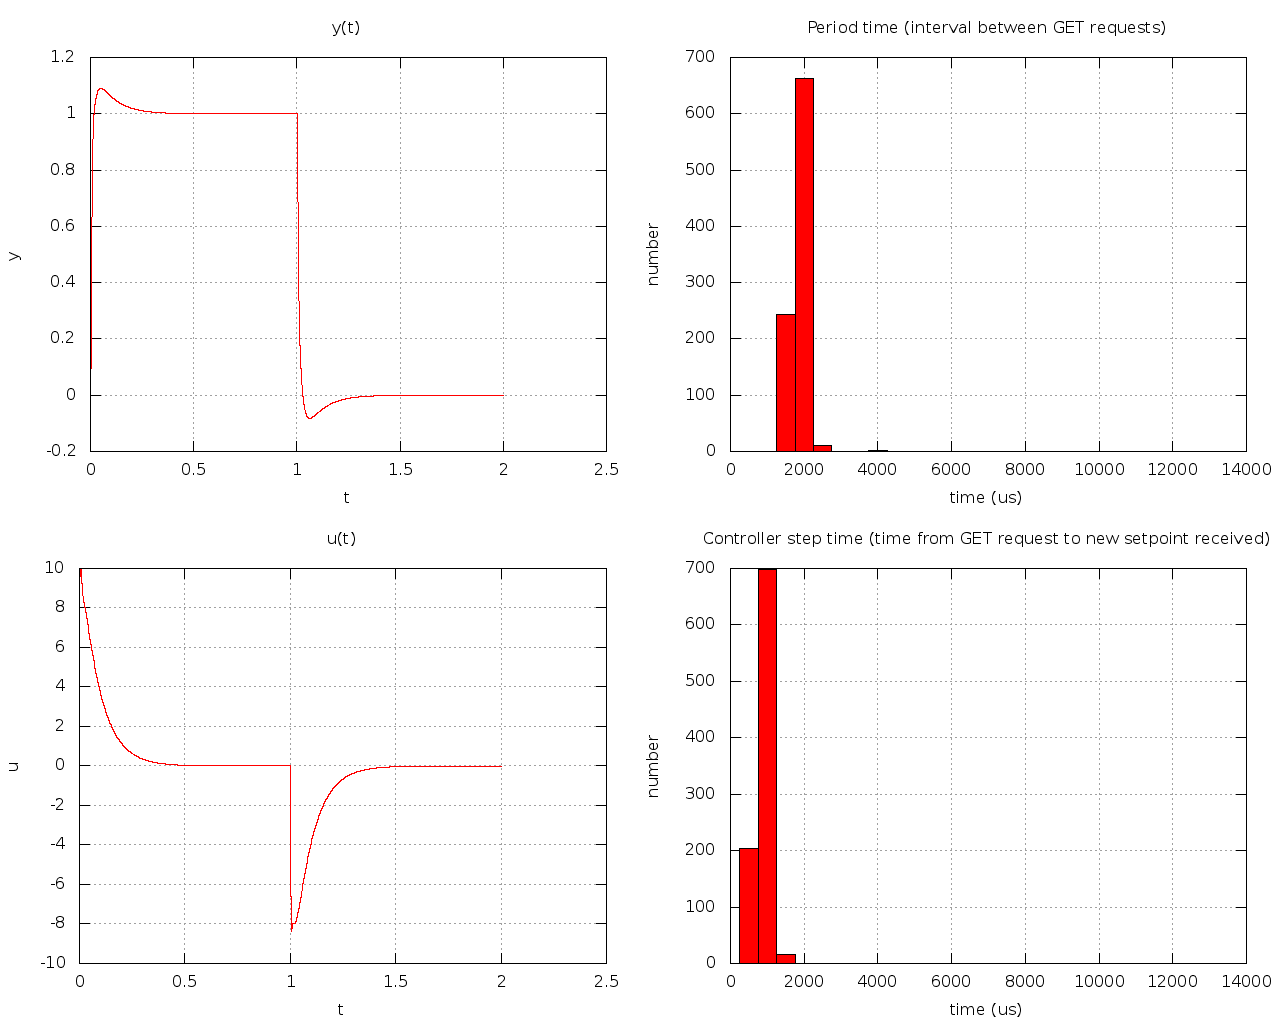 y(t)
1.2
1
0.8
0.6
0.4
0.2
0
-0.2
y
0 0.5 1 1.5 2 2.5
t
Period time (interval between GET requests)
700
600
500
400
300
200
100
0
number
0 2000 4000 6000 8000 10000 12000 14000
time (us)
u(t)
10
8
6
4
2
0
-2
-4
-6
-8
-10
u
0 0.5 1 1.5 2 2.5
t
Controller step time (time from GET request to new setpoint received)
700
600
500
400
300
200
100
0
number
0 2000 4000 6000 8000 10000 12000 14000
time (us)